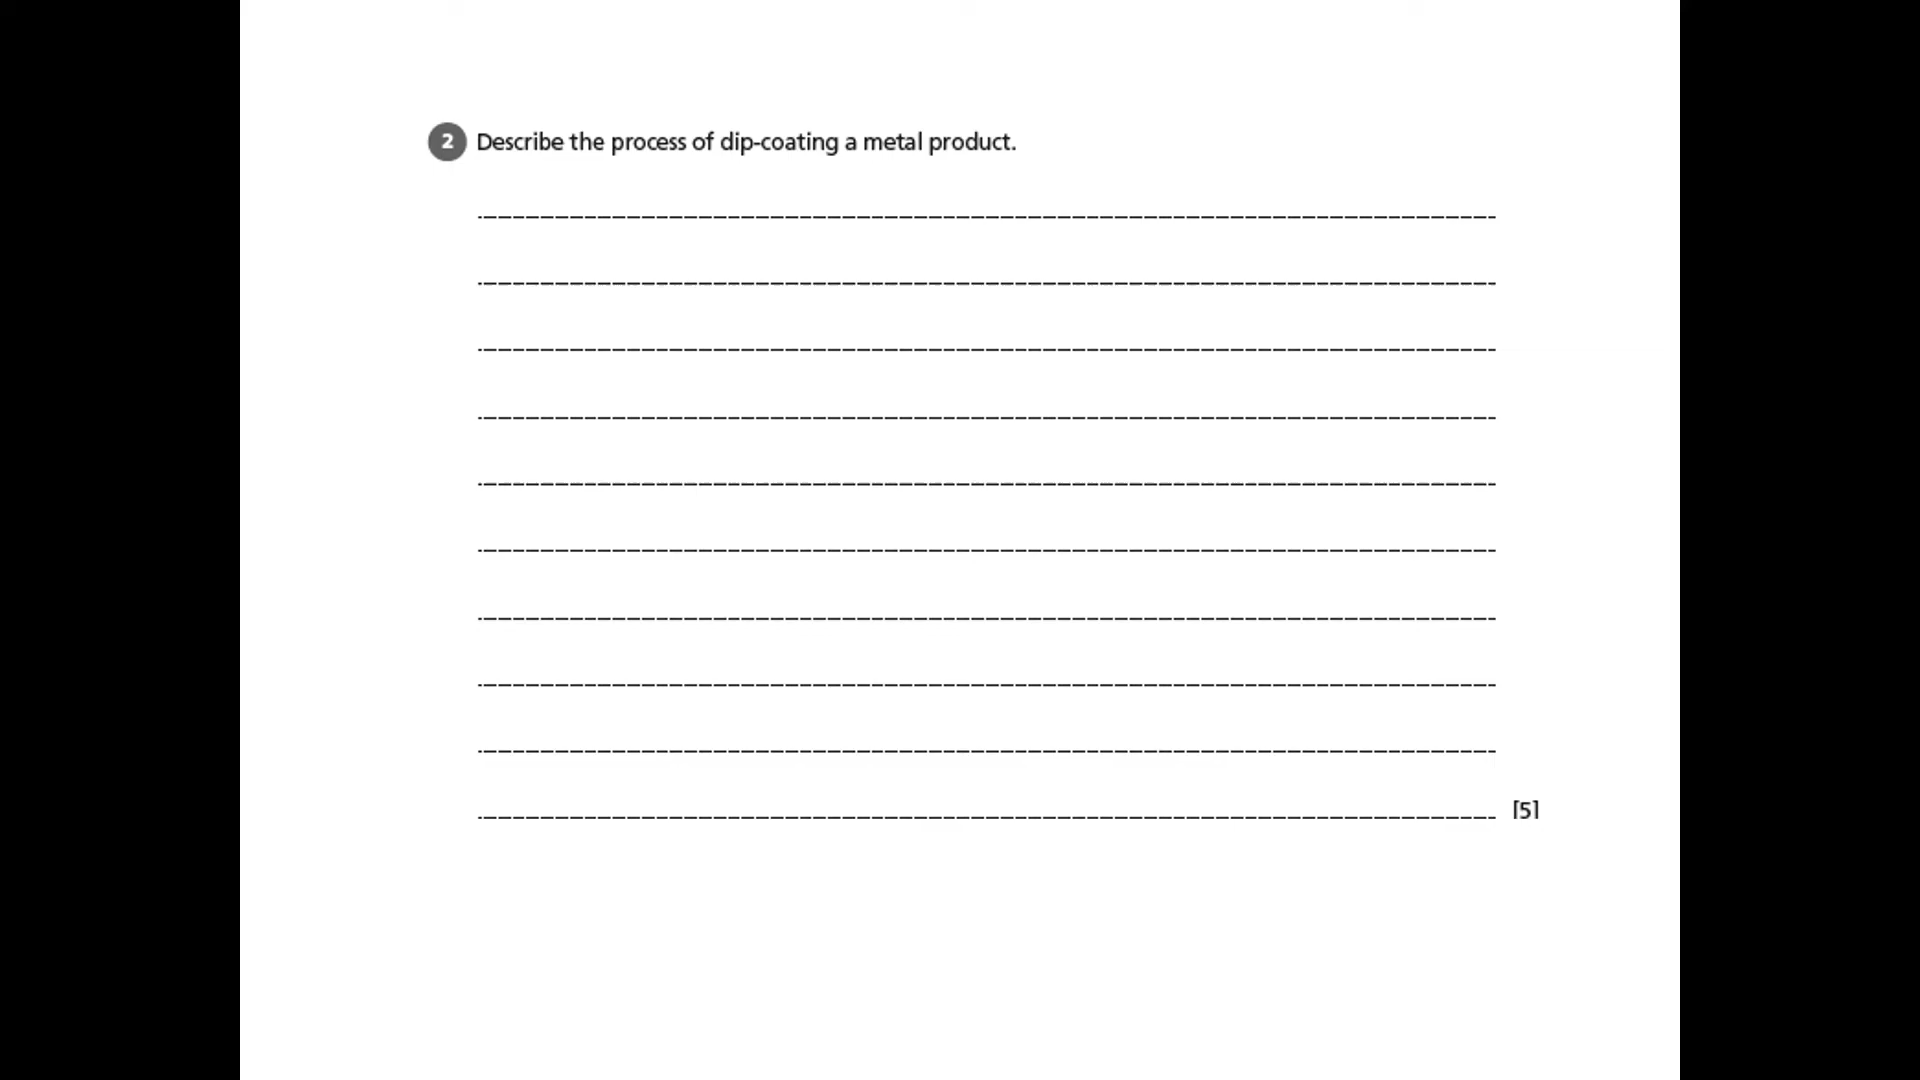 2 Describe the process of dip-coating a metal product.
[5]